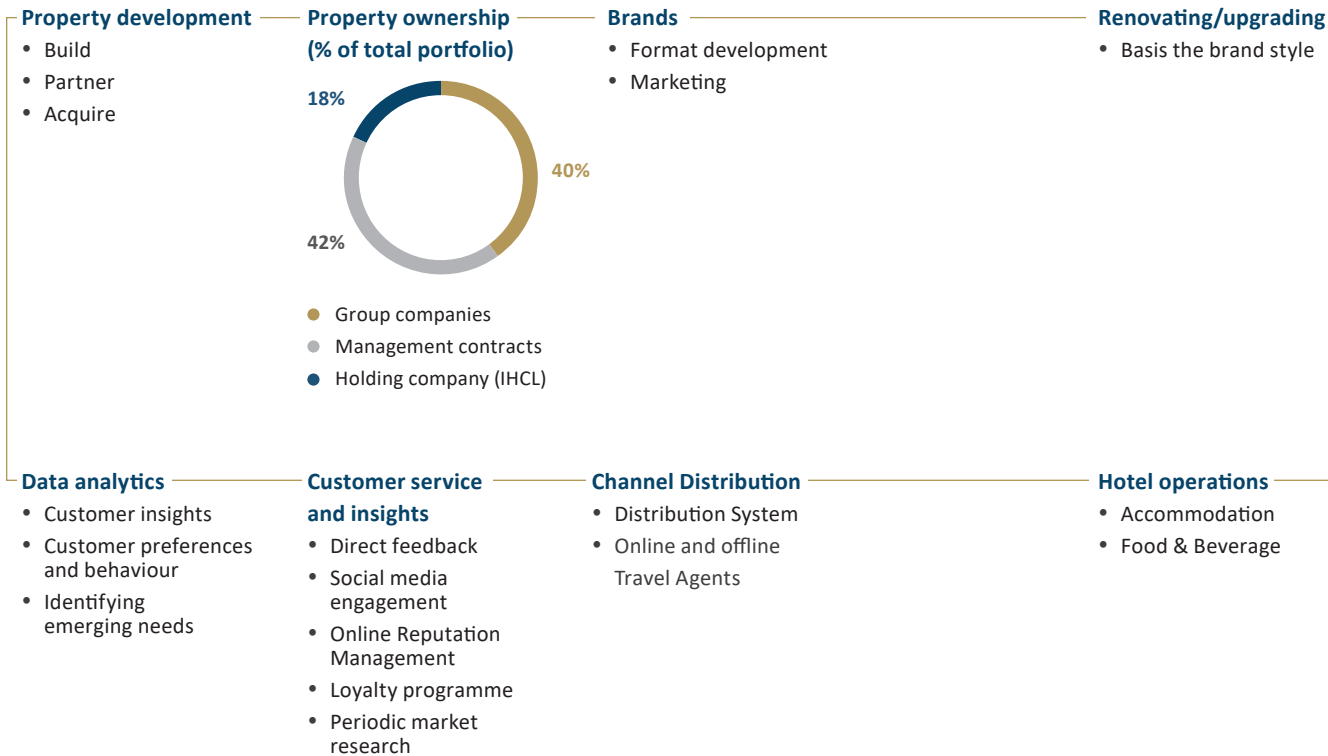 Property development
• Build
• Partner
• Acquire
Property ownership
(% of total portfolio)
18%
40%
42%
Group companies
Management contracts
Holding company (IHCL)
Brands
• Format development
• Marketing
Renovating/upgrading
• Basis the brand style
Data analytics
• Customer insights
• Customer preferences
and behaviour
• Identifying
emerging needs
Customer service
and insights
• Direct feedback
• Social media
engagement
• Online Reputation
Management
• Loyalty programme
• Periodic market
research
Channel Distribution
• Distribution System
• Online and offline
Travel Agents
Hotel operations
• Accommodation
• Food & Beverage